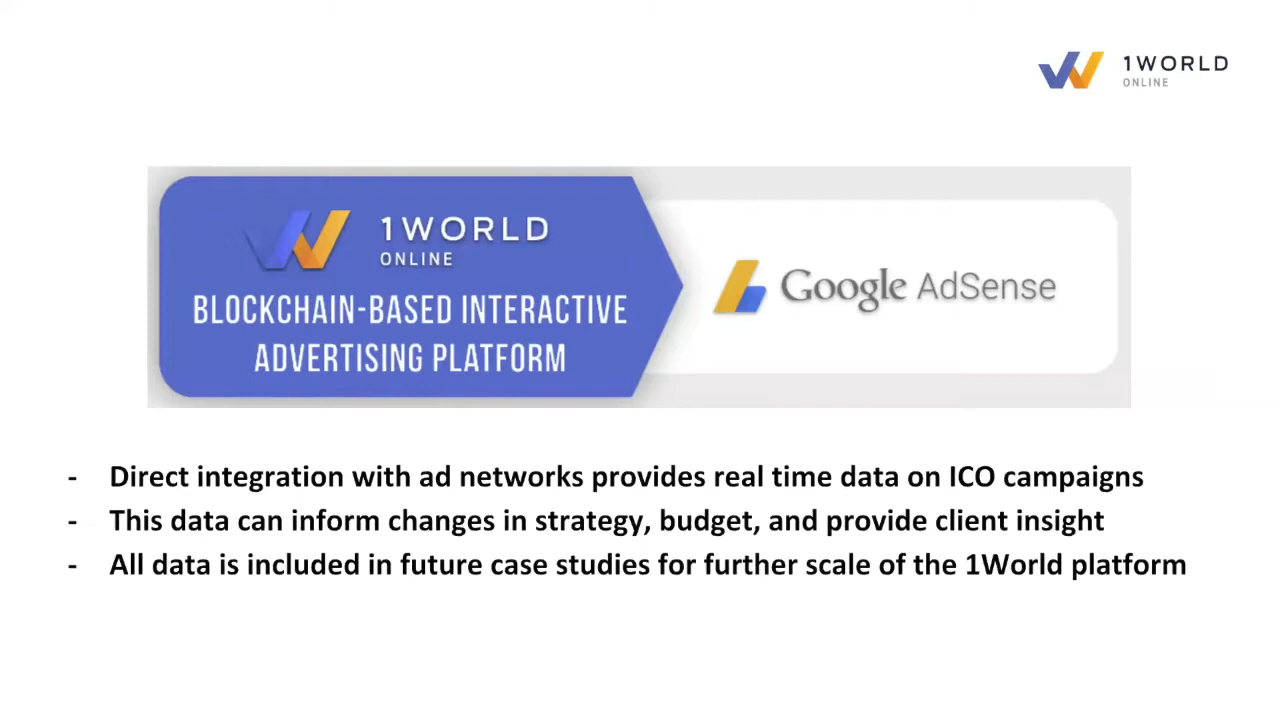 1WORLD
ONLINE
1WORLD
ONLINE
BLOCKCHAIN-BASED INTERACTIVE
ADVERTISING PLATFORM
Google AdSense
- Direct integration with ad networks provides real time data on ICO campaigns
- This data can inform changes in strategy, budget, and provide client insight
- All data is included in future case studies for further scale of the 1World platform